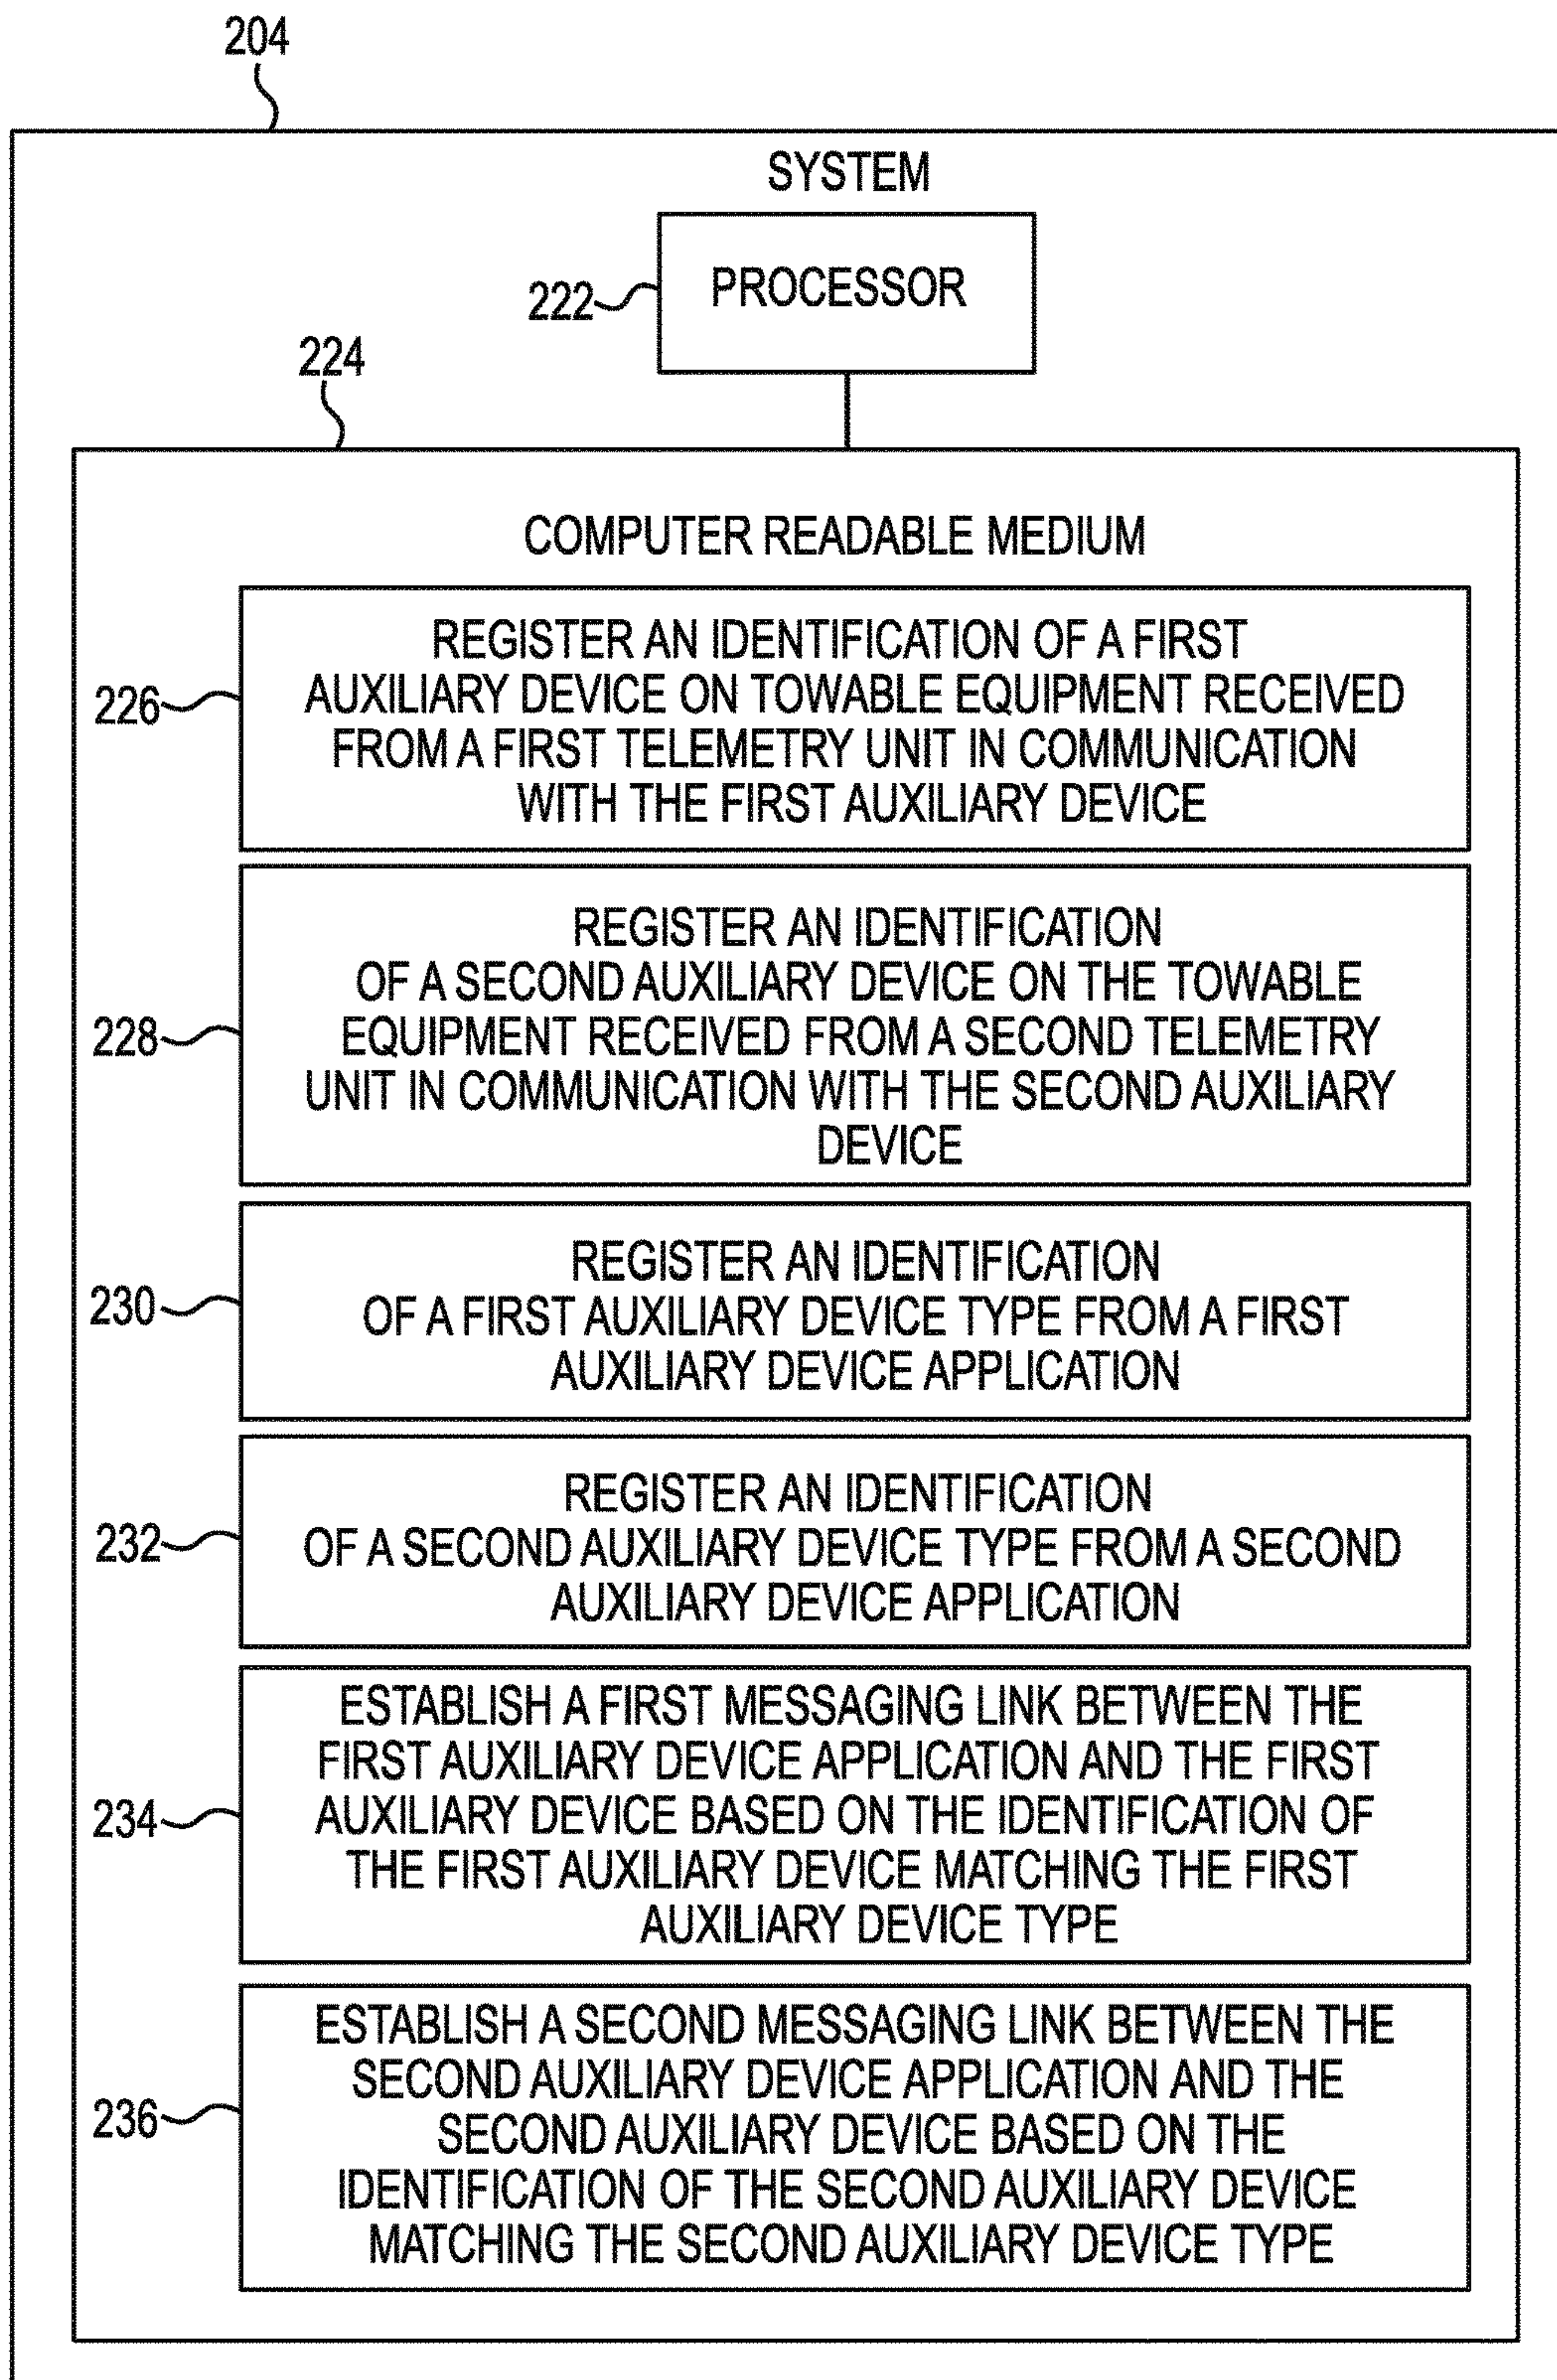 204
SYSTEM
PROCESSOR
222
224
COMPUTER READABLE MEDIUM
REGISTER AN IDENTIFICATION OF A FIRST
AUXILIARY DEVICE ON TOWABLE EQUIPMENT RECEIVED
FROM A FIRST TELEMETRY UNIT IN COMMUNICATION
WITH THE FIRST AUXILIARY DEVICE
226
REGISTER AN IDENTIFICATION
OF A SECOND AUXILIARY DEVICE ON THE TOWABLE
EQUIPMENT RECEIVED FROM A SECOND TELEMETRY
UNIT IN COMMUNICATION WITH THE SECOND AUXILIARY
DEVICE
228
REGISTER AN IDENTIFICATION
OF A FIRST AUXILIARY DEVICE TYPE FROM A FIRST
AUXILIARY DEVICE APPLICATION
230
REGISTER AN IDENTIFICATION
OF A SECOND AUXILIARY DEVICE TYPE FROM A SECOND
AUXILIARY DEVICE APPLICATION
232
ESTABLISH A FIRST MESSAGING LINK BETWEEN THE
FIRST AUXILIARY DEVICE APPLICATION AND THE FIRST
AUXILIARY DEVICE BASED ON THE IDENTIFICATION OF
THE FIRST AUXILIARY DEVICE MATCHING THE FIRST
AUXILIARY DEVICE TYPE
234
ESTABLISH A SECOND MESSAGING LINK BETWEEN THE
SECOND AUXILIARY DEVICE APPLICATION AND THE
SECOND AUXILIARY DEVICE BASED ON THE
IDENTIFICATION OF THE SECOND AUXILIARY DEVICE
MATCHING THE SECOND AUXILIARY DEVICE TYPE
236